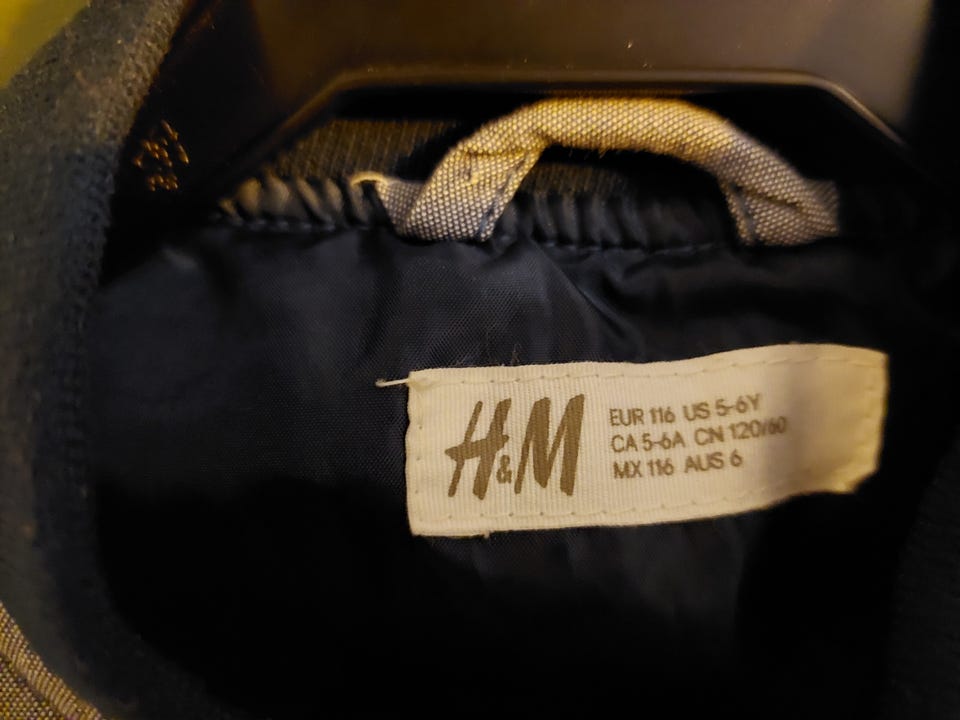 H&M
EUR 116 US 5-6Y
CA 5-6A CN 120/60
MX 116 AUS 6